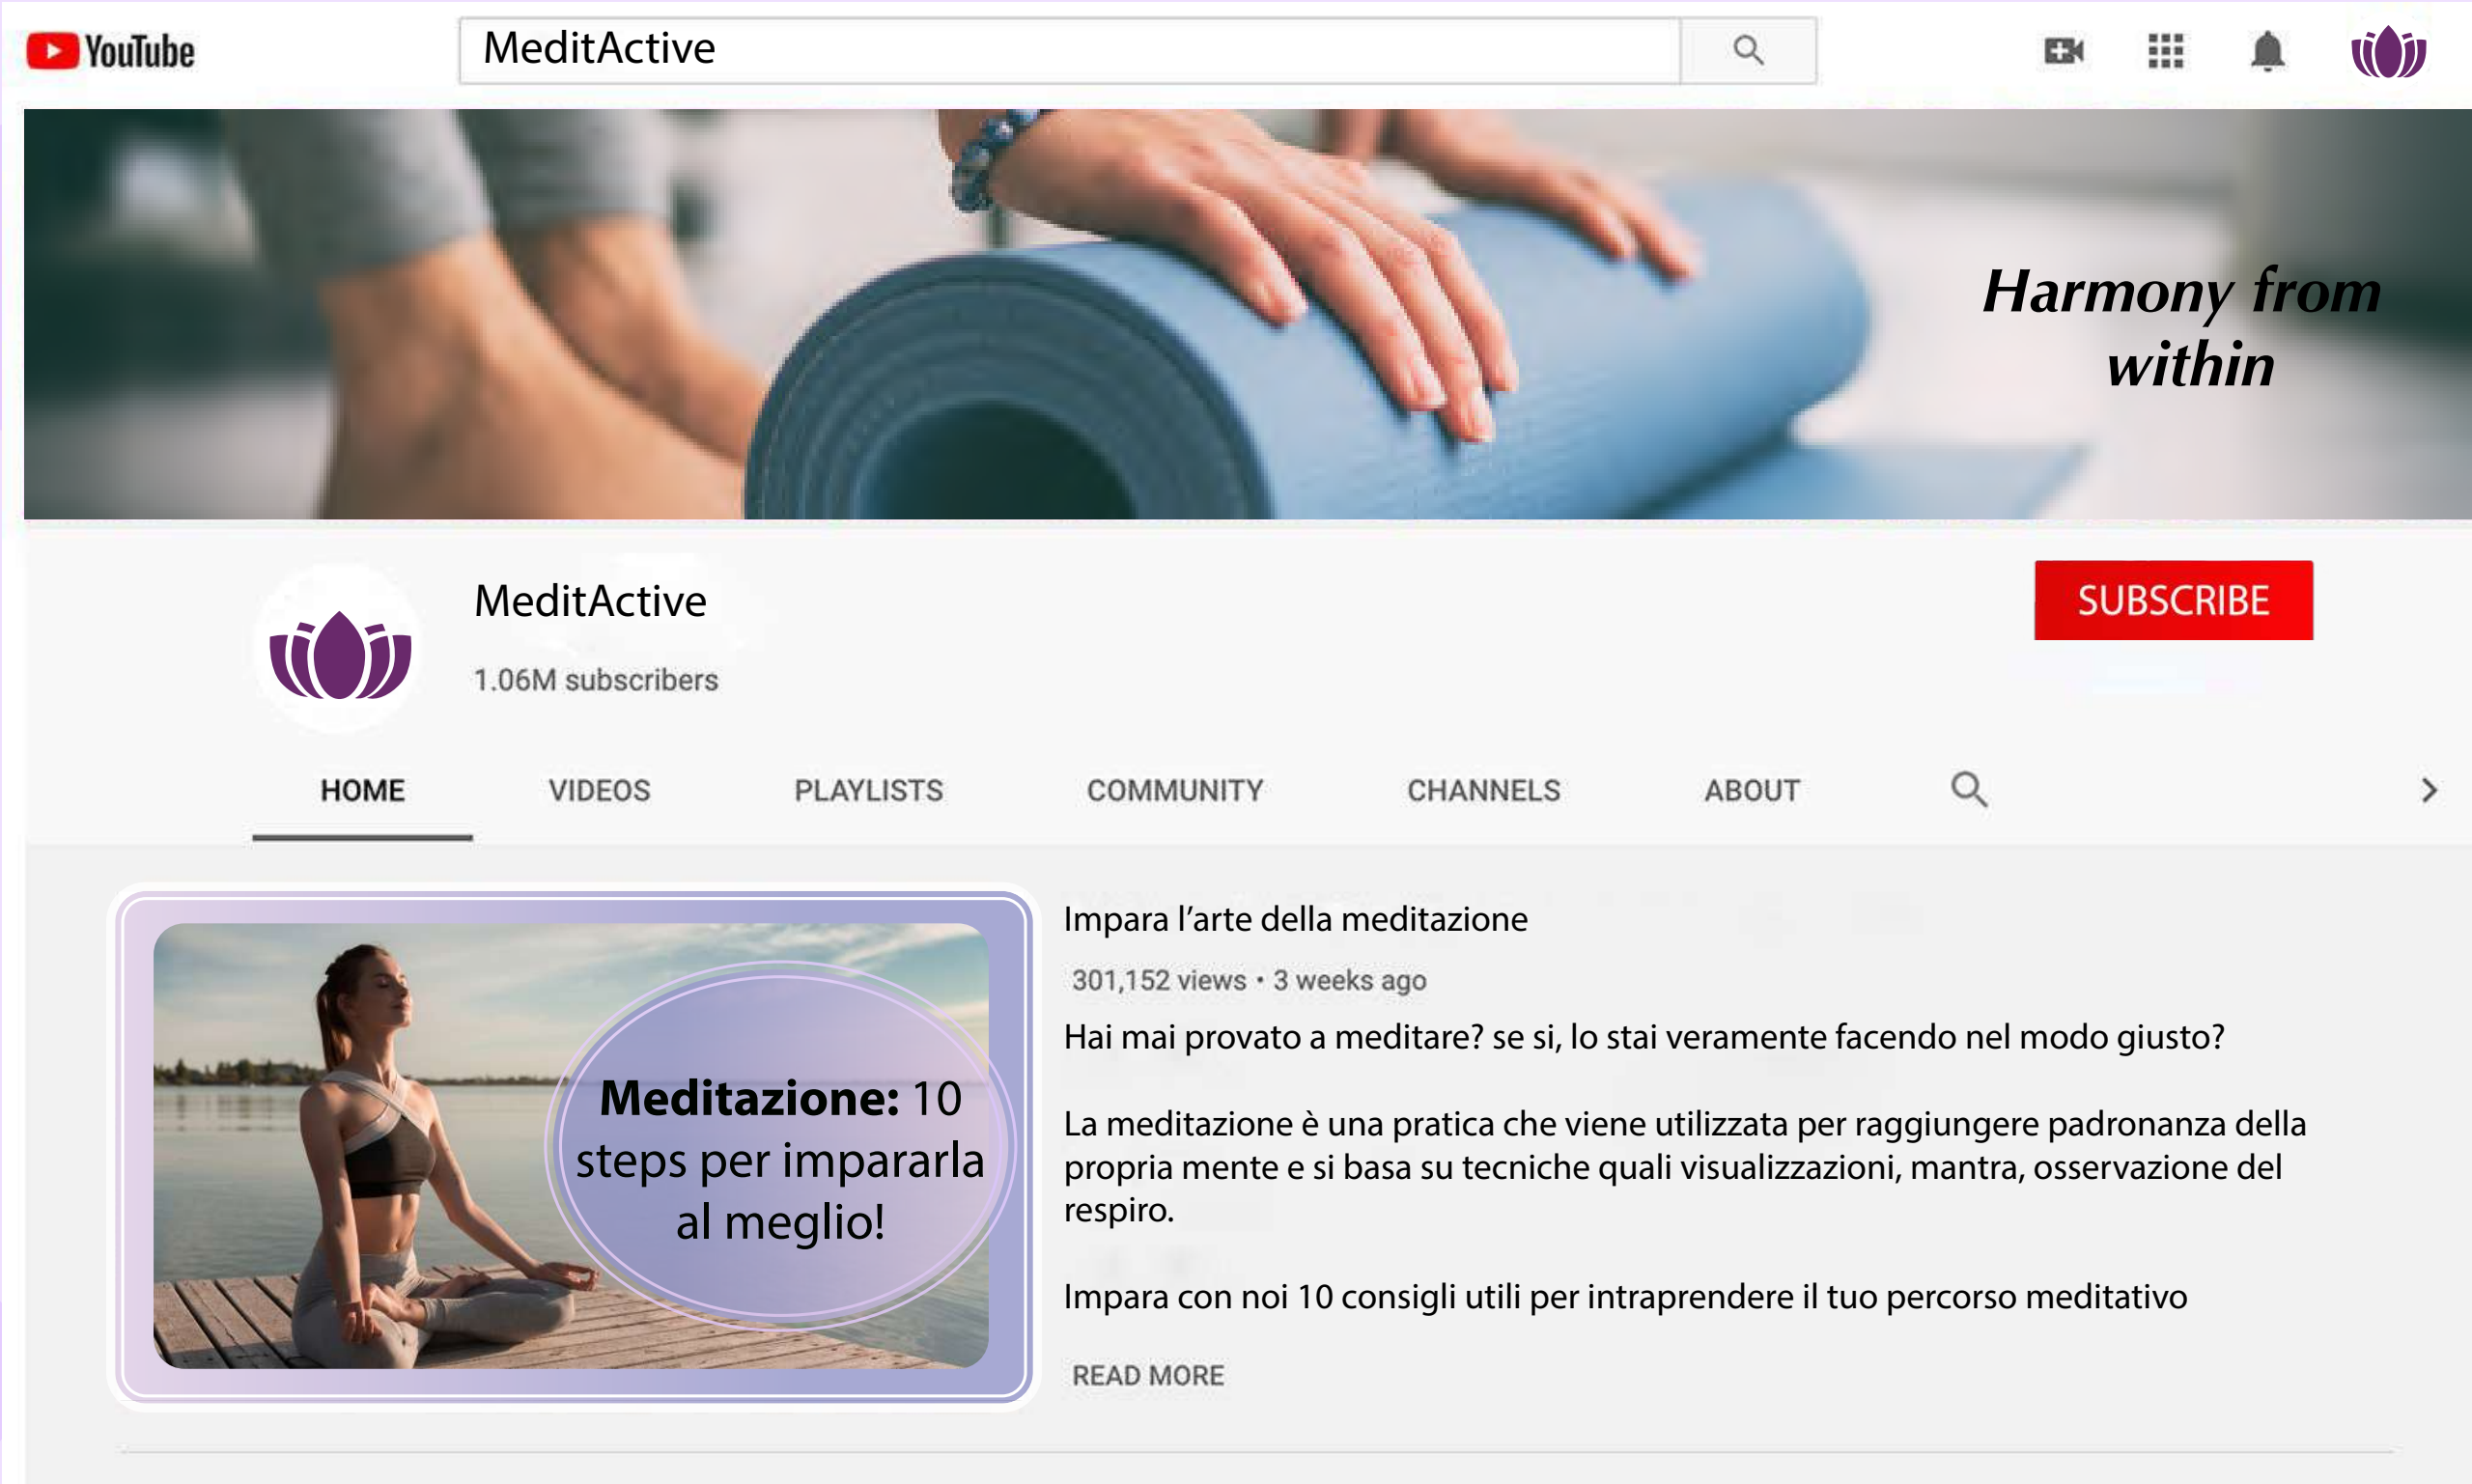 YouTube
MeditActive
Harmony from
within
MeditActive
SUBSCRIBE
1.06M subscribers
HOME VIDEOS PLAYLISTS COMMUNITY CHANNELS ABOUT
Impara l’arte della meditazione
301,152 views • 3 weeks ago
Hai mai provato a meditare? se si, lo stai veramente facendo nel modo giusto?
La meditazione è una pratica che viene utilizzata per raggiungere padronanza della
propria mente e si basa su tecniche quali visualizzazioni, mantra, osservazione del
respiro.
Impara con noi 10 consigli utili per intraprendere il tuo percorso meditativo
READ MORE
Meditazione: 10
steps per impararla
al meglio!